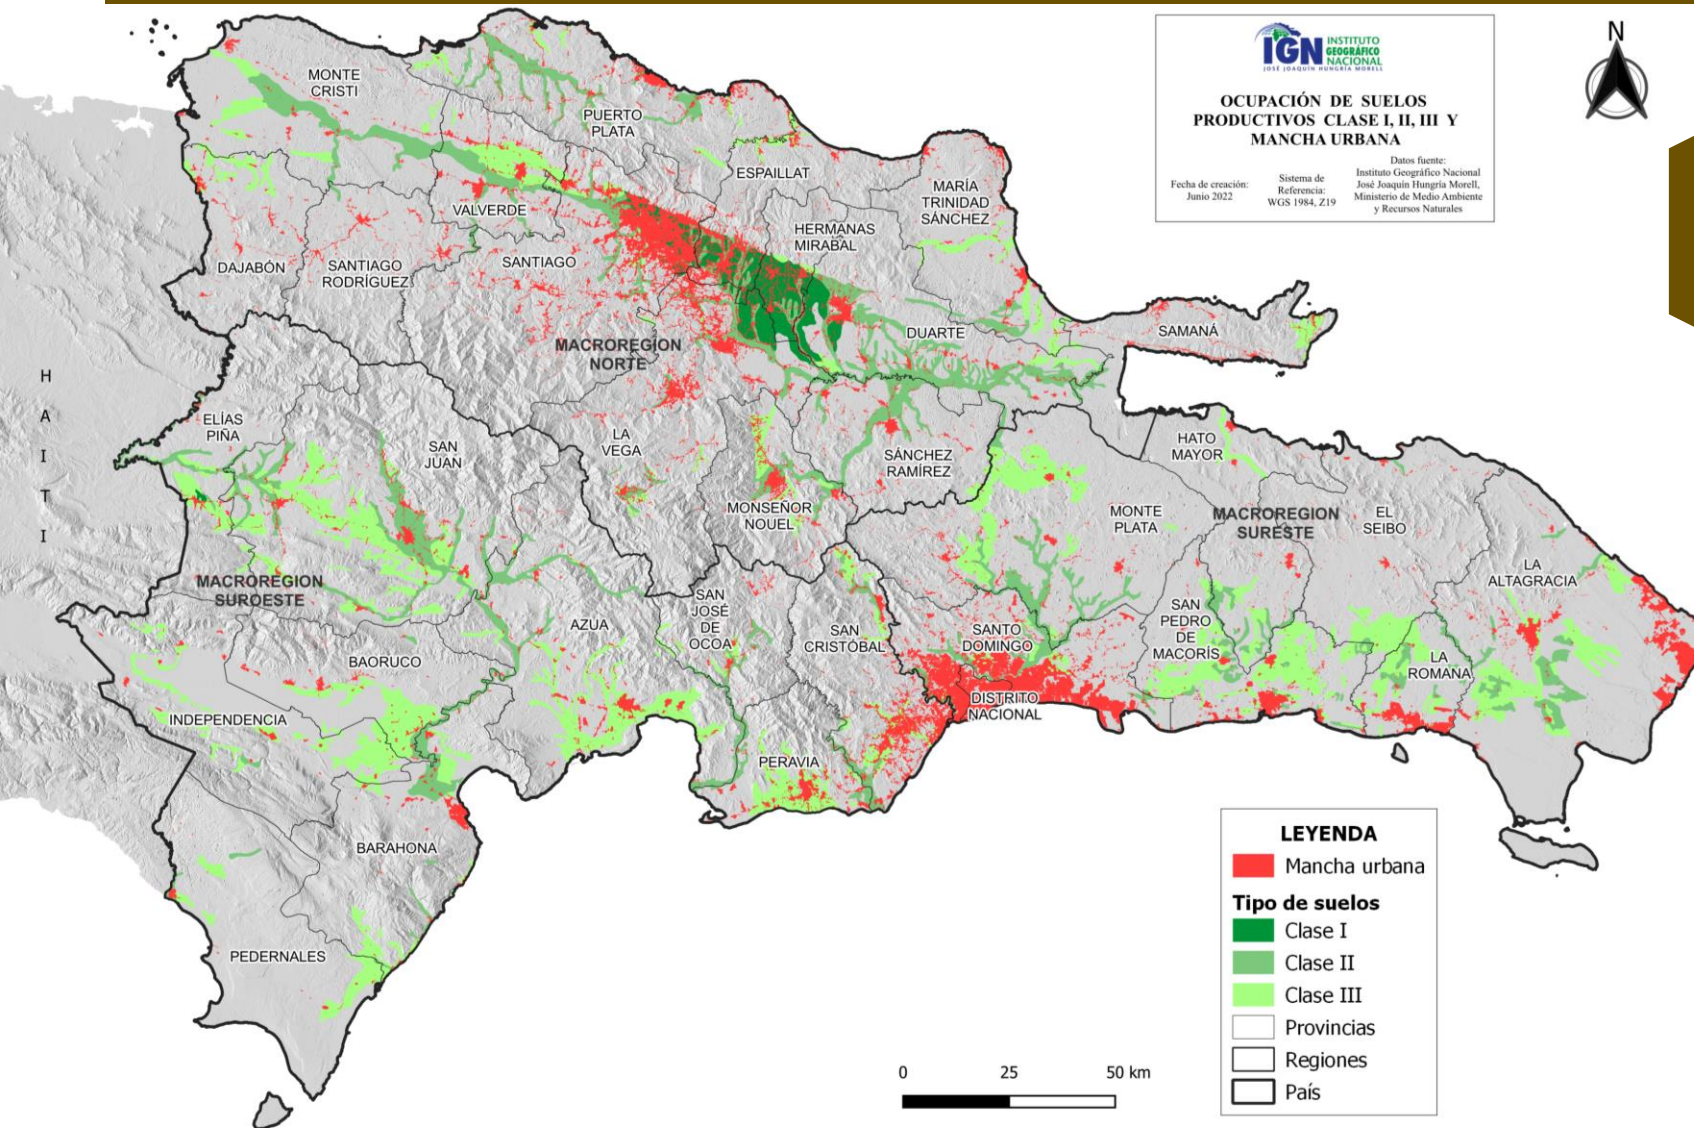 IGN INSTITUTO
GEOGRÁFICO
NACIONAL
JOSÉ JOAQUÍN HUNGRÍA MORELL
OCUPACIÓN DE SUELOS
PRODUCTIVOS CLASE I, II, III Y
MANCHA URBANA
Fecha de creación:
Junio 2022
Sistema de
Referencia:
WGS 1984, Z19
Datos fuente:
Instituto Geográfico Nacional
José Joaquín Hungría Morell,
Ministerio de Medio Ambiente
y Recursos Naturales
N
MONTE
CRISTI
PUERTO
PLATA
ESPAILLAT
MARÍA
TRINIDAD
SÁNCHEZ
VALVERDE
HERMANAS
MIRABAL
DAJABÓN
SANTIAGO
RODRÍGUEZ
SANTIAGO
DUARTE
SAMANÁ
MACROREGION
NORTE
H
A
I
T
I
ELÍAS
PIÑA
SAN
JUAN
LA
VEGA
SÁNCHEZ
RAMÍREZ
HATO
MAYOR
MONSEÑOR
NOUEL
MONTE
PLATA
MACROREGION
SURESTE
EL
SEIBO
LA
ALTAGRACIA
MACROREGION
SUROESTE
SAN
JOSÉ
DE
OCOA
AZUA
SAN
CRISTÓBAL
SANTO
DOMINGO
SAN
PEDRO
DE
MACORÍS
LA
ROMANA
BAORUCO
INDEPENDENCIA
DISTRITO
NACIONAL
PERAVIA
BARAHONA
PEDERNALES
LEYENDA
Mancha urbana
Tipo de suelos
Clase I
Clase II
Clase III
Provincias
Regiones
País
0 25 50 km